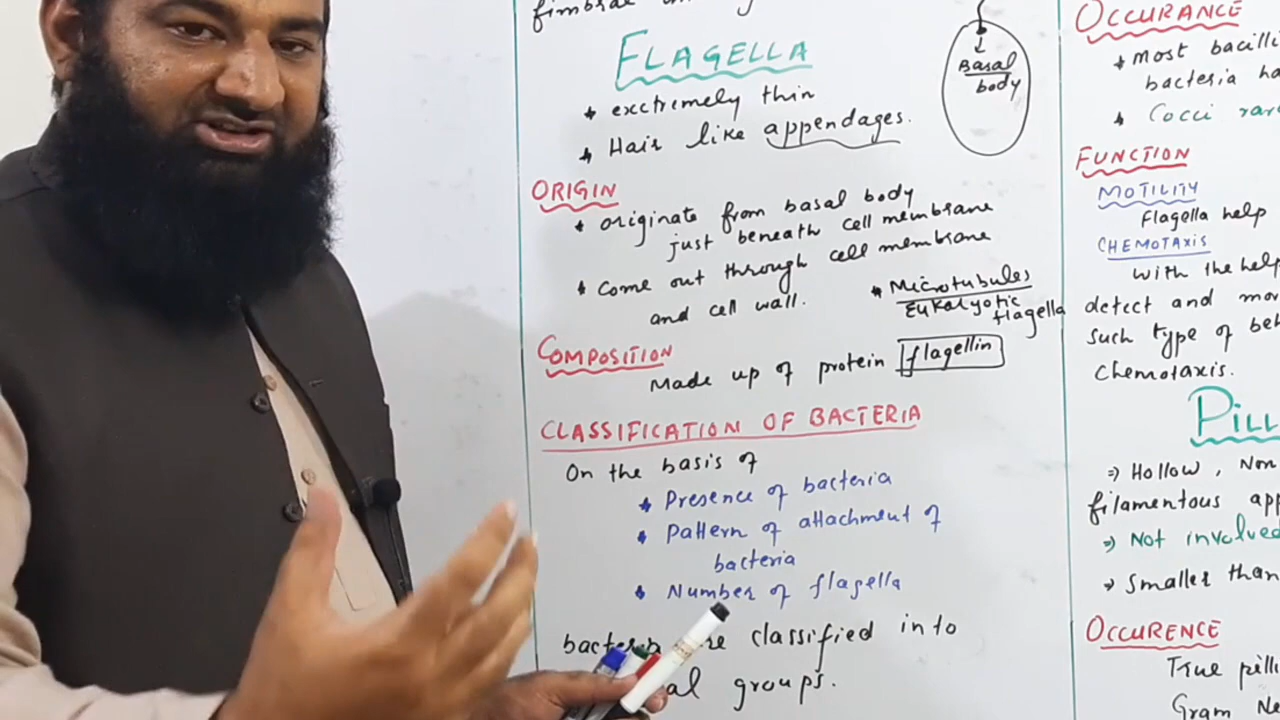 FLAGELLA
* exctremely thin
* Hair like appendages.
Basal
body
ORIGIN
* originate from basal body
just beneath cell membrane
* Come out through cell membrane
and cell wall.
* Microtubules
Eukaryotic
flagella
COMPOSITION
Made up of protein flagellin
CLASSIFICATION OF BACTERIA
On the basis of
* Presence of bacteria
* Pattern of attachment of
bacteria
* Number of flagella
classified into
groups.
OCCURANCE
* Most bacilli
bacteria
* Cocci
FUNCTION
MOTILITY
Flagella help
CHEMOTAXIS
with the help
detect and
Such type of
Chemotaxis.
PILL
⇒ Hollow, Non
filamentous
⇒ Not involved
⇒ Smaller than
OCCURENCE
True
Gram